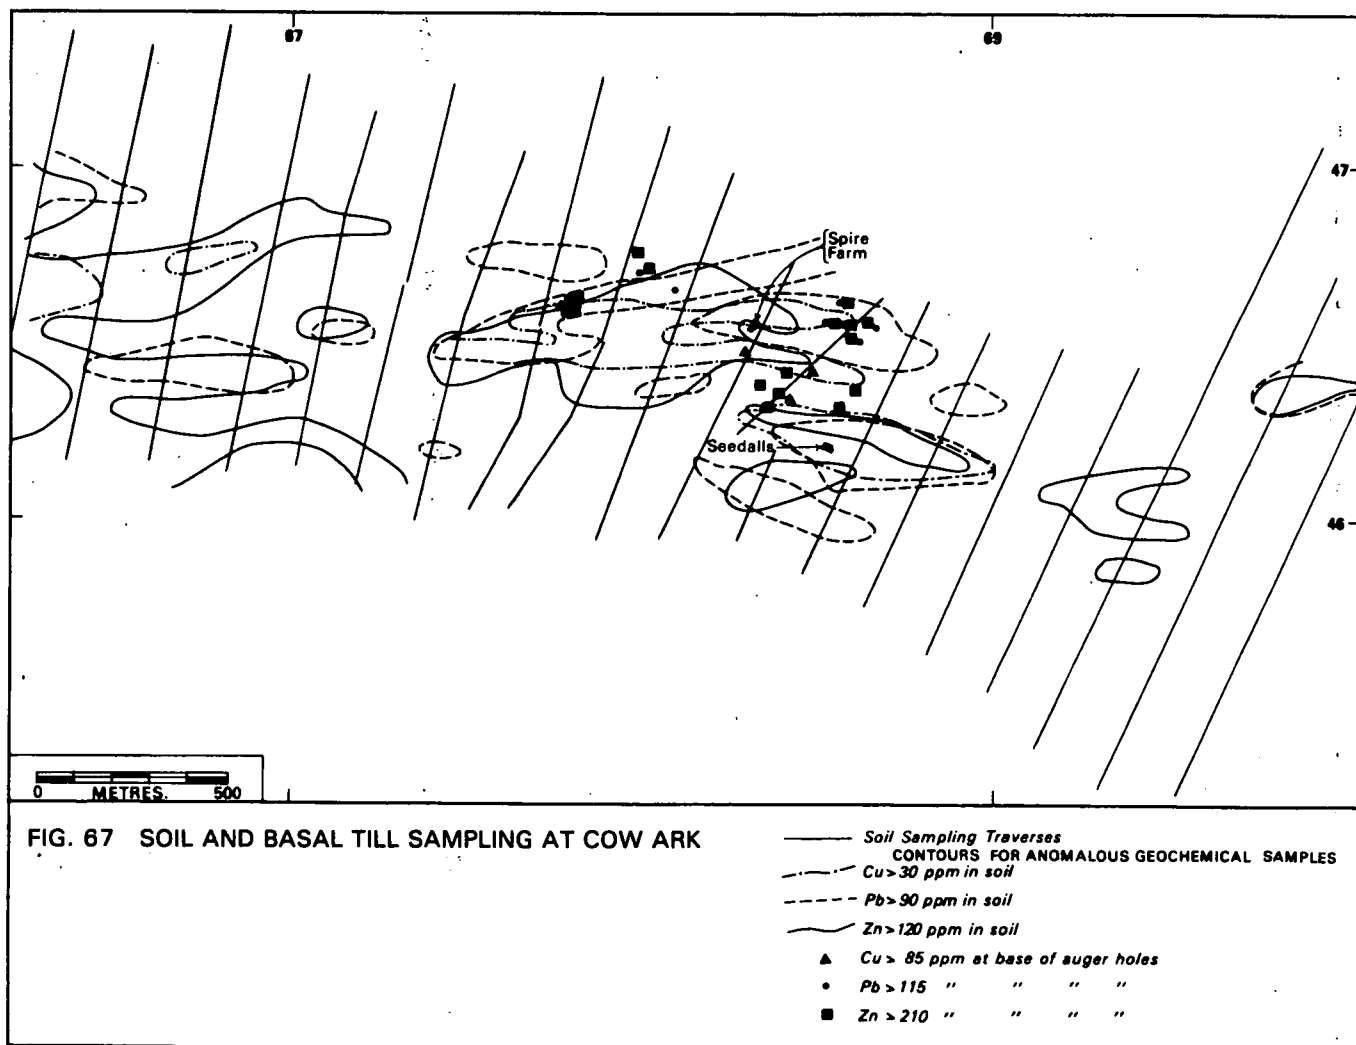 67
69
47
Spire
Farm
Seedalls
46
0 METRES. 500
FIG. 67 SOIL AND BASAL TILL SAMPLING AT COW ARK
Soil Sampling Traverses
CONTOURS FOR ANOMALOUS GEOCHEMICAL SAMPLES
Cu > 30 ppm in soil
Pb > 90 ppm in soil
Zn > 120 ppm in soil
Cu > 85 ppm at base of auger holes
Pb > 115 " " " "
Zn > 210 " " " "